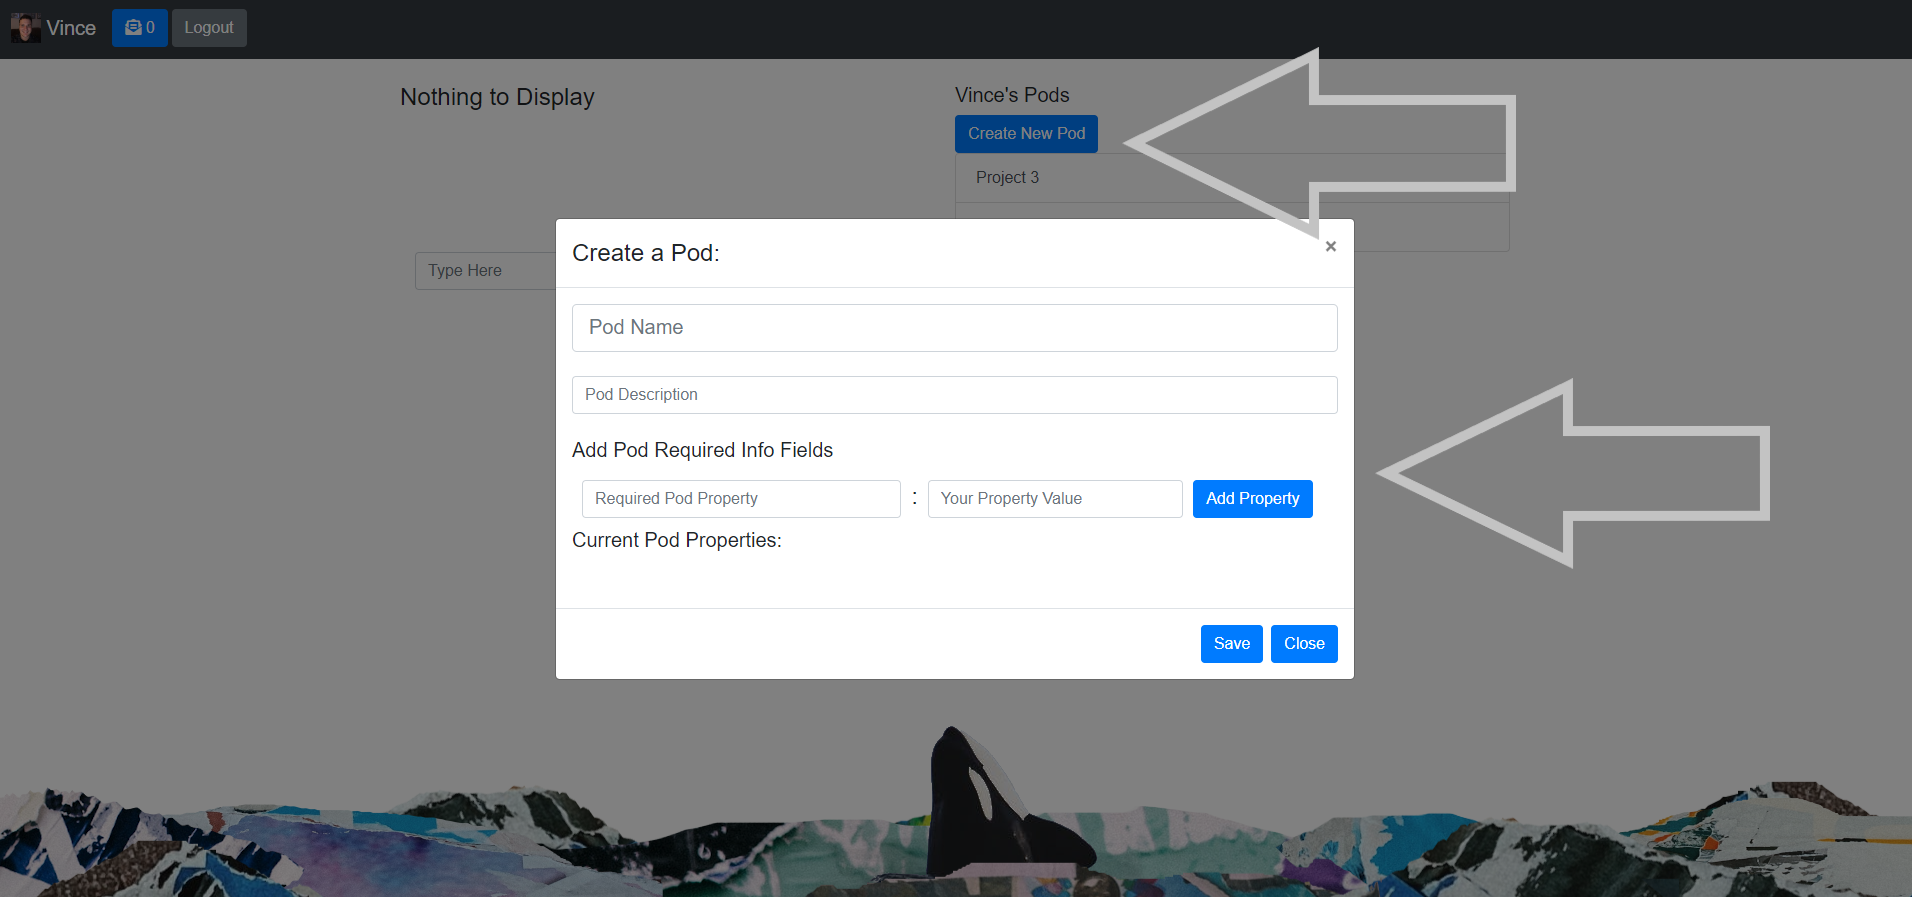 Vince 0 Logout
Nothing to Display
Vince's Pods
Create New Pod
Project 3
Type Here
Create a Pod:
×
Pod Name
Pod Description
Add Pod Required Info Fields
Required Pod Property : Your Property Value Add Property
Current Pod Properties:
Save Close